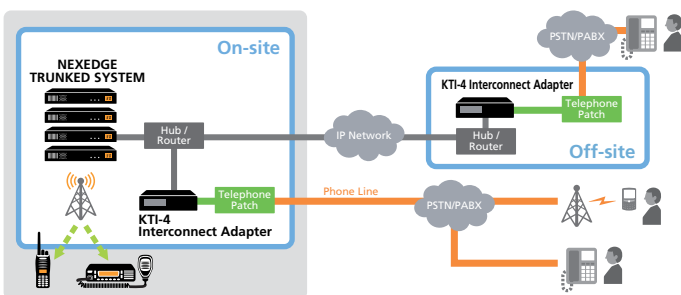 On-site
NEXEDGE
TRUNKED SYSTEM
Hub /
Router
KTI-4
Interconnect Adapter
Telephone
Patch
Phone Line
IP Network
PSTN/PABX
KTI-4 Interconnect Adapter
Telephone
Patch
Hub /
Router
Off-site
PSTN/PABX